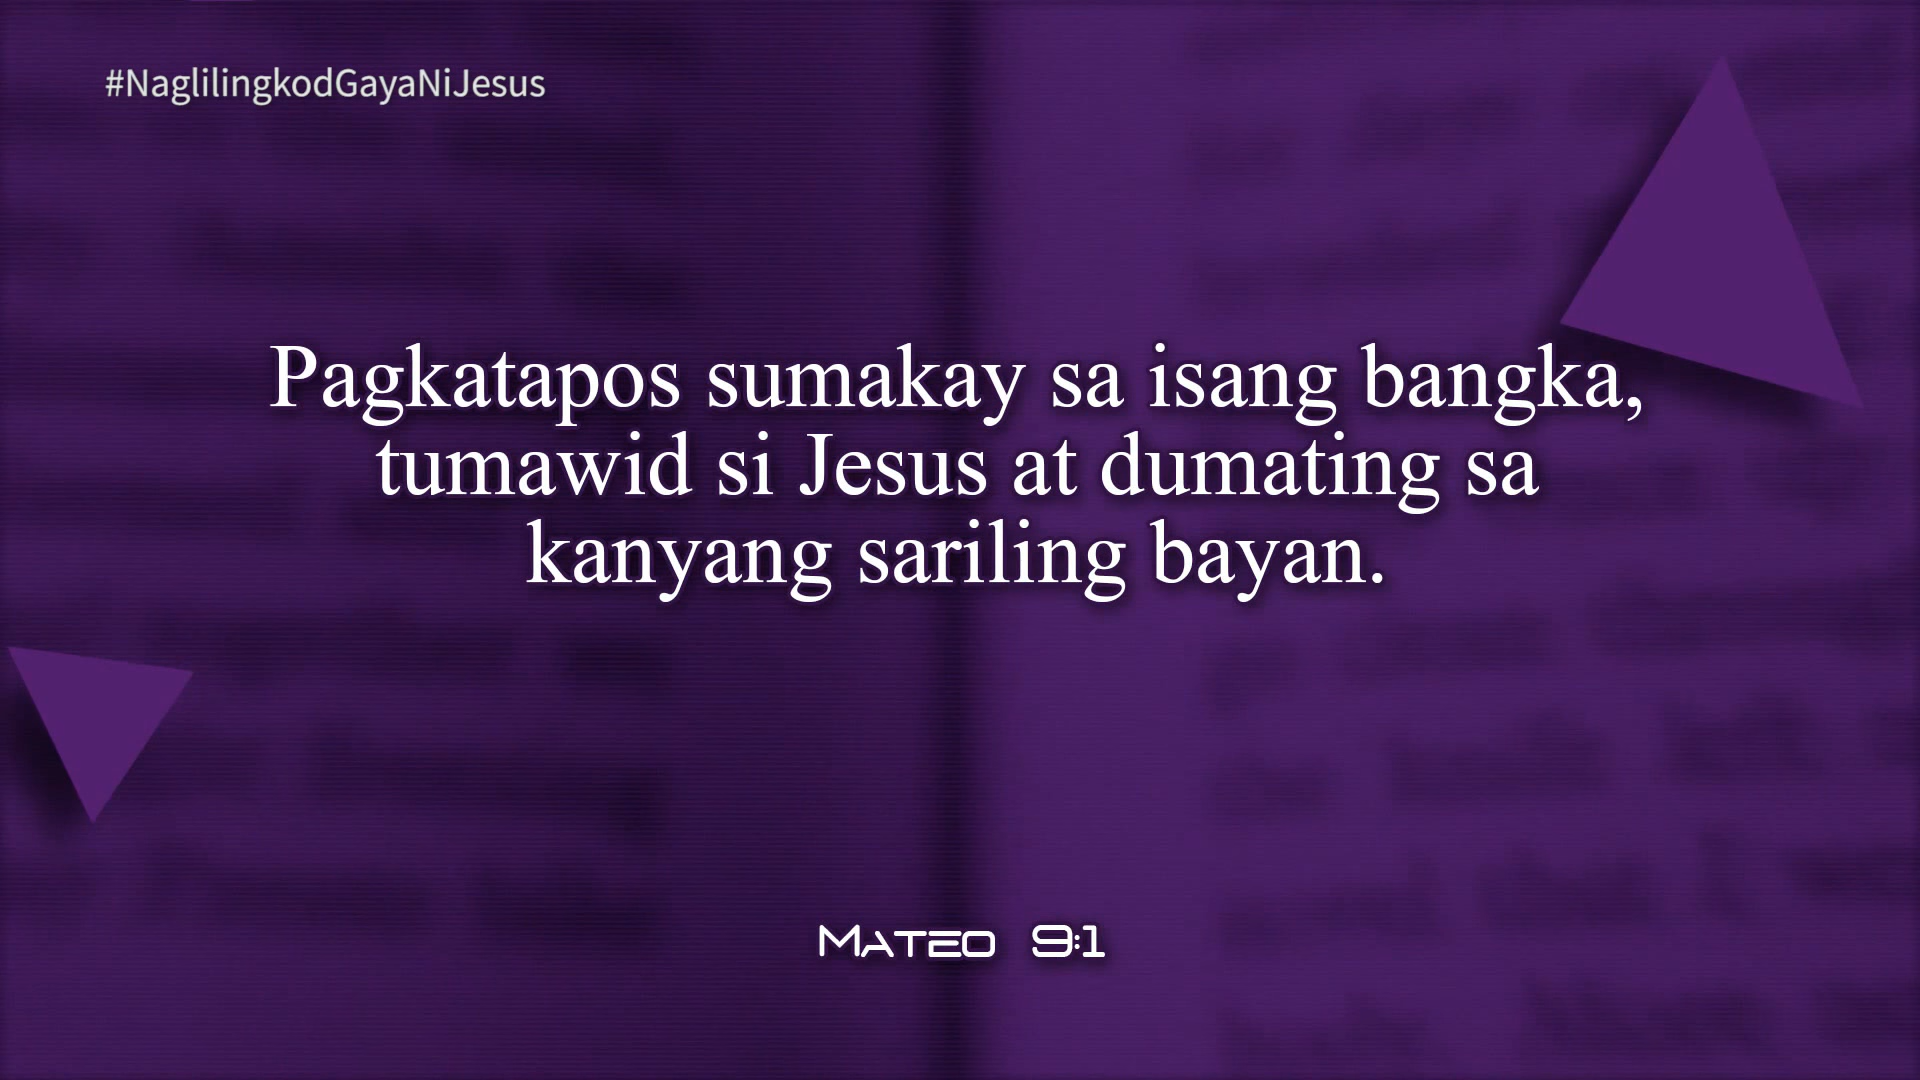 #NaglilingkodGayaNiJesus
Pagkatapos sumakay sa isang bangka,
tumawid si Jesus at dumating sa
kanyang sariling bayan.
Mateo 9:1